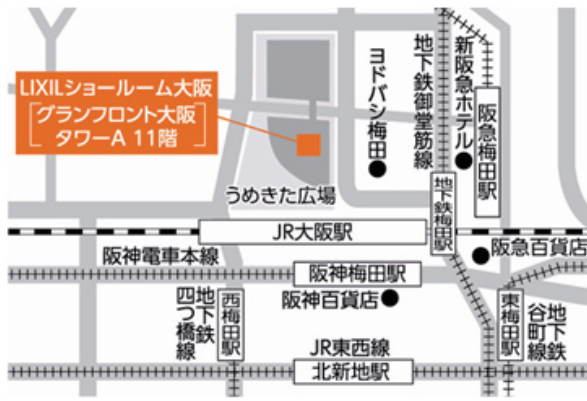 LIXILショールーム大阪
グランフロント大阪
タワーA 11階
うめきた広場
ヨドバシ梅田
地下鉄御堂筋線
新阪急ホテル
阪急梅田駅
地下鉄梅田駅
JR大阪駅
阪急百貨店
阪神電車本線
阪神梅田駅
阪神百貨店
地下鉄
四つ橋線
西梅田駅
東梅田駅
地下鉄
谷町線
JR東西線
北新地駅